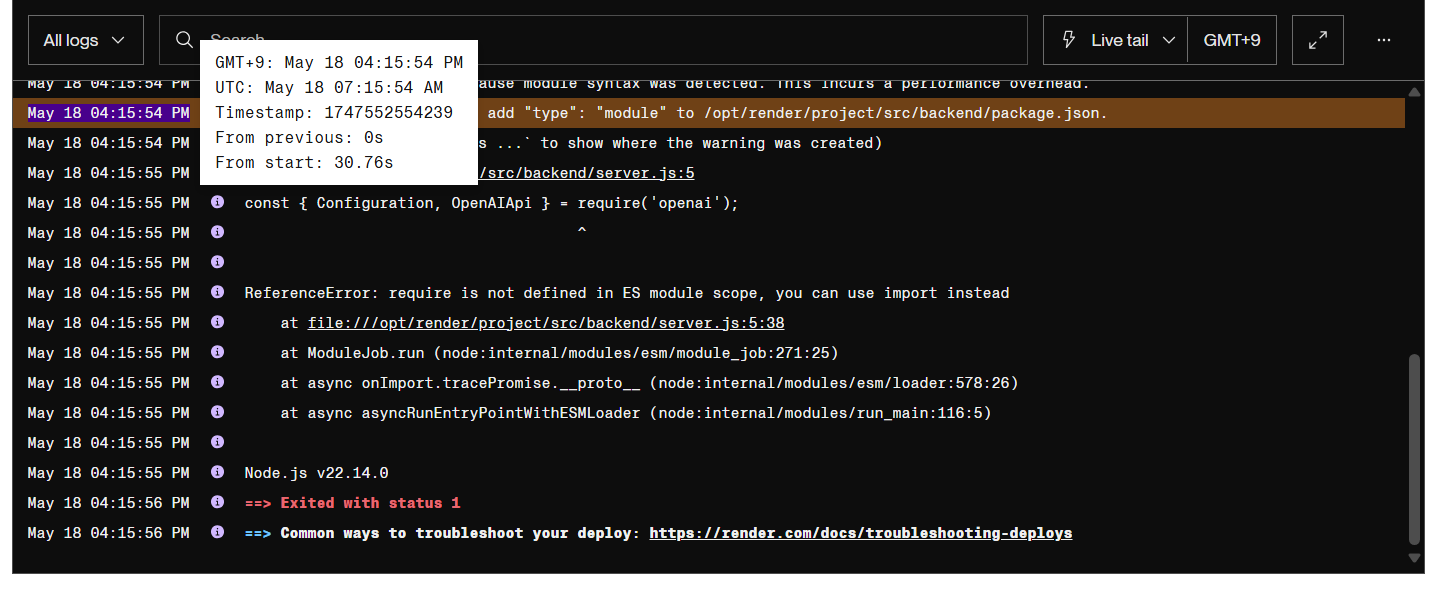 All logs
Search
Live tail
GMT+9
GMT+9: May 18 04:15:54 PM
UTC: May 18 07:15:54 AM
Timestamp: 1747552554239
From previous: 0s
From start: 30.76s
May 18 04:15:54 PM ause module syntax was detected. This incurs a performance overhead.
May 18 04:15:54 PM add "type": "module" to /opt/render/project/src/backend/package.json.
May 18 04:15:54 PM s ...` to show where the warning was created)
May 18 04:15:55 PM /src/backend/server.js:5
May 18 04:15:55 PM const { Configuration, OpenAIApi } = require('openai');
May 18 04:15:55 PM ^
May 18 04:15:55 PM
May 18 04:15:55 PM ReferenceError: require is not defined in ES module scope, you can use import instead
May 18 04:15:55 PM at file:///opt/render/project/src/backend/server.js:5:38
May 18 04:15:55 PM at ModuleJob.run (node:internal/modules/esm/module_job:271:25)
May 18 04:15:55 PM at async onImport.tracePromise.__proto__ (node:internal/modules/esm/loader:578:26)
May 18 04:15:55 PM at async asyncRunEntryPointWithESMLoader (node:internal/modules/run_main:116:5)
May 18 04:15:55 PM
May 18 04:15:55 PM Node.js v22.14.0
May 18 04:15:56 PM ==> Exited with status 1
May 18 04:15:56 PM ==> Common ways to troubleshoot your deploy: https://render.com/docs/troubleshooting-deploys